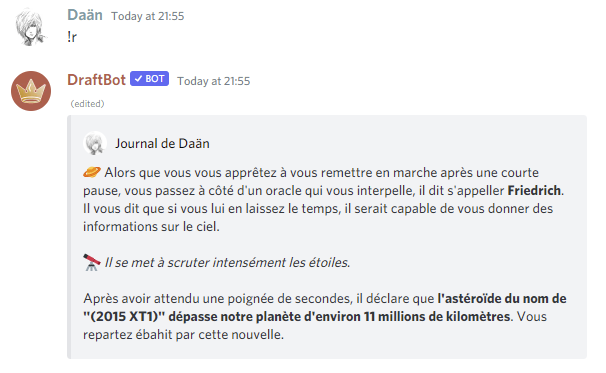 Daän Today at 21:55
!r
DraftBot ✓ BOT Today at 21:55
(edited)
Journal de Daän
🪐 Alors que vous vous apprêtez à vous remettre en marche après une courte
pause, vous passez à côté d'un oracle qui vous interpelle, il dit s'appeller Friedrich.
Il vous dit que si vous lui en laissez le temps, il serait capable de vous donner des
informations sur le ciel.
🔭 Il se met à scruter intensément les étoiles.
Après avoir attendu une poignée de secondes, il déclare que l'astéroïde du nom de
"(2015 XT1)" dépasse notre planète d'environ 11 millions de kilomètres. Vous
repartez ébahit par cette nouvelle.